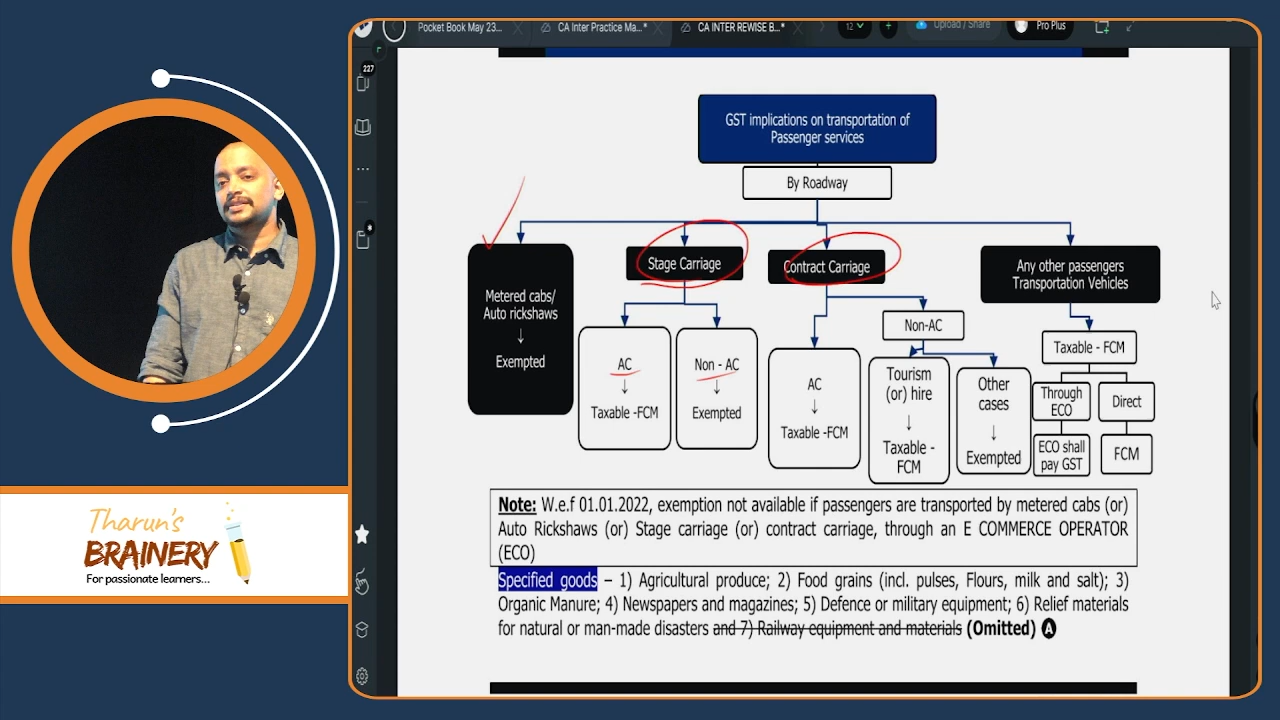 Pocket Book May 23...
CA Inter Practice Ma...*
CA INTER REWISE B...*
12
Upload / Share
Pro Plus
227
GST implications on transportation of
Passenger services
By Roadway
Metered cabs/
Auto rickshaws
↓
Exempted
Stage Carriage
AC
↓
Taxable -FCM
Non - AC
↓
Exempted
Contract Carriage
AC
↓
Taxable -FCM
Non-AC
Tourism
(or) hire
↓
Taxable -
FCM
Other
cases
↓
Exempted
Any other passengers
Transportation Vehicles
Taxable - FCM
Through
ECO
ECO shall
pay GST
Direct
FCM
Note: W.e.f 01.01.2022, exemption not available if passengers are transported by metered cabs (or)
Auto Rickshaws (or) Stage carriage (or) contract carriage, through an E COMMERCE OPERATOR
(ECO)
Specified goods – 1) Agricultural produce; 2) Food grains (incl. pulses, Flours, milk and salt); 3)
Organic Manure; 4) Newspapers and magazines; 5) Defence or military equipment; 6) Relief materials
for natural or man-made disasters and 7) Railway equipment and materials (Omitted) A
Tharun's
BRAINERY
For passionate learners...